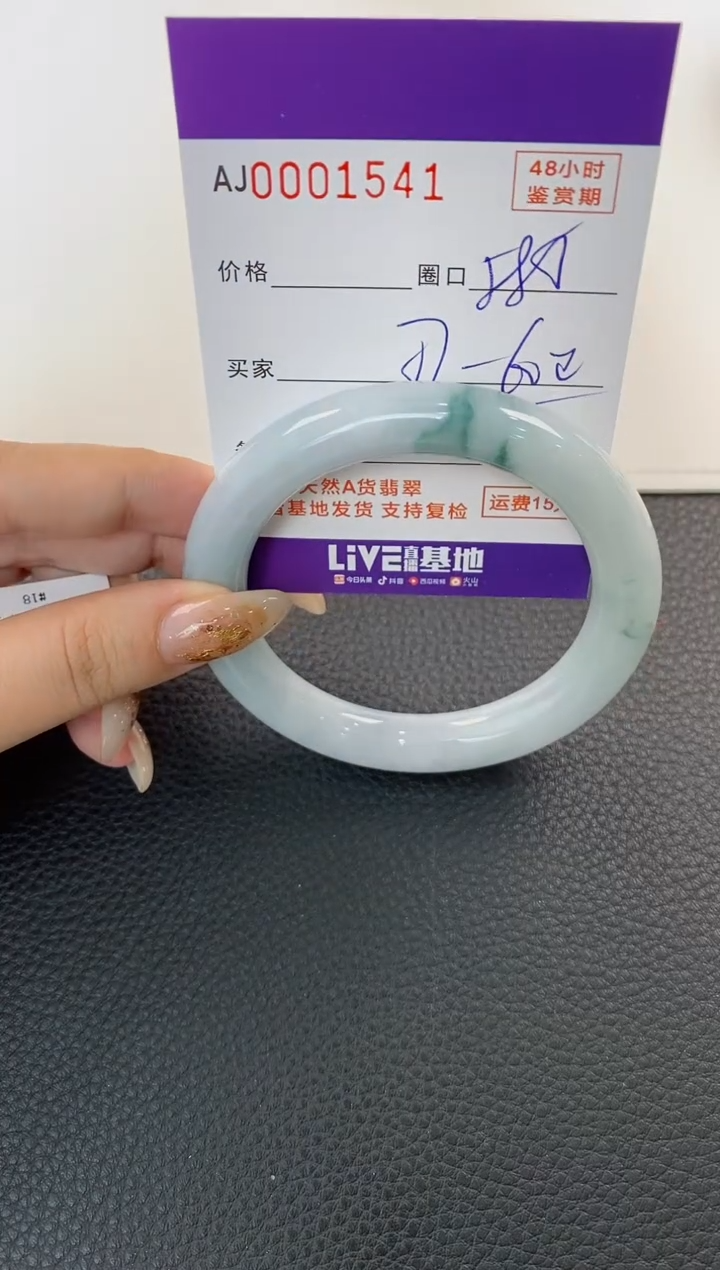 AJ0001541
48小时
鉴赏期
价格
圈口
买家
天然A货翡翠
基地发货 支持复检
运费15
LiVE直播基地
今日头条 抖音 西瓜视频 火山
#18